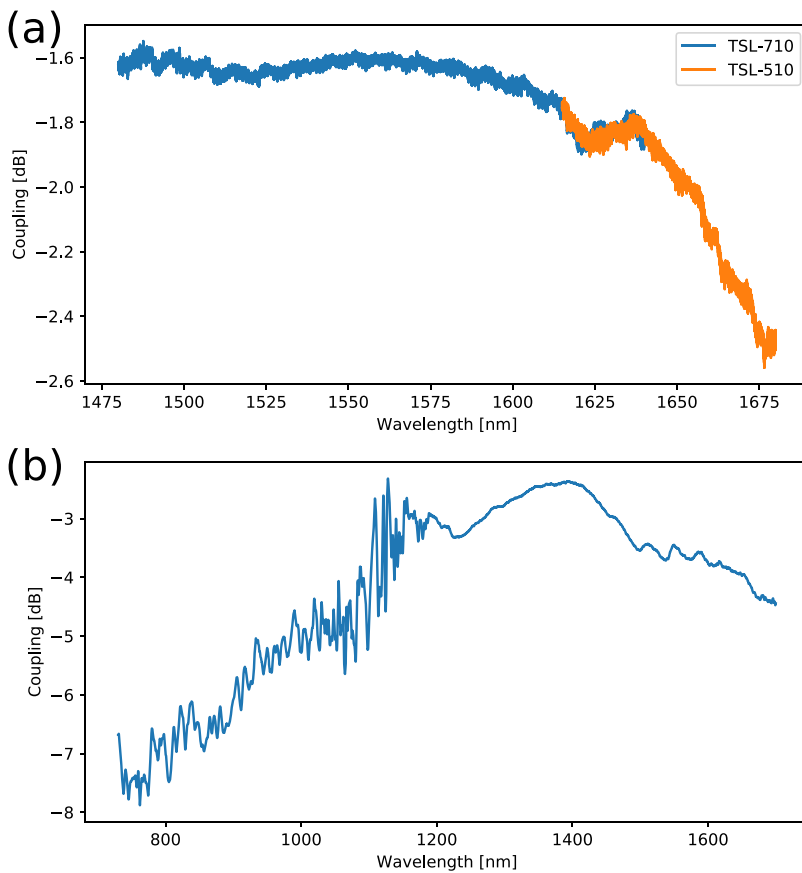 (a)
TSL-710
TSL-510
Coupling [dB]
−1.6
−1.8
−2.0
−2.2
−2.4
−2.6
1475 1500 1525 1550 1575 1600 1625 1650 1675
Wavelength [nm]
(b)
Coupling [dB]
−3
−4
−5
−6
−7
−8
800 1000 1200 1400 1600
Wavelength [nm]